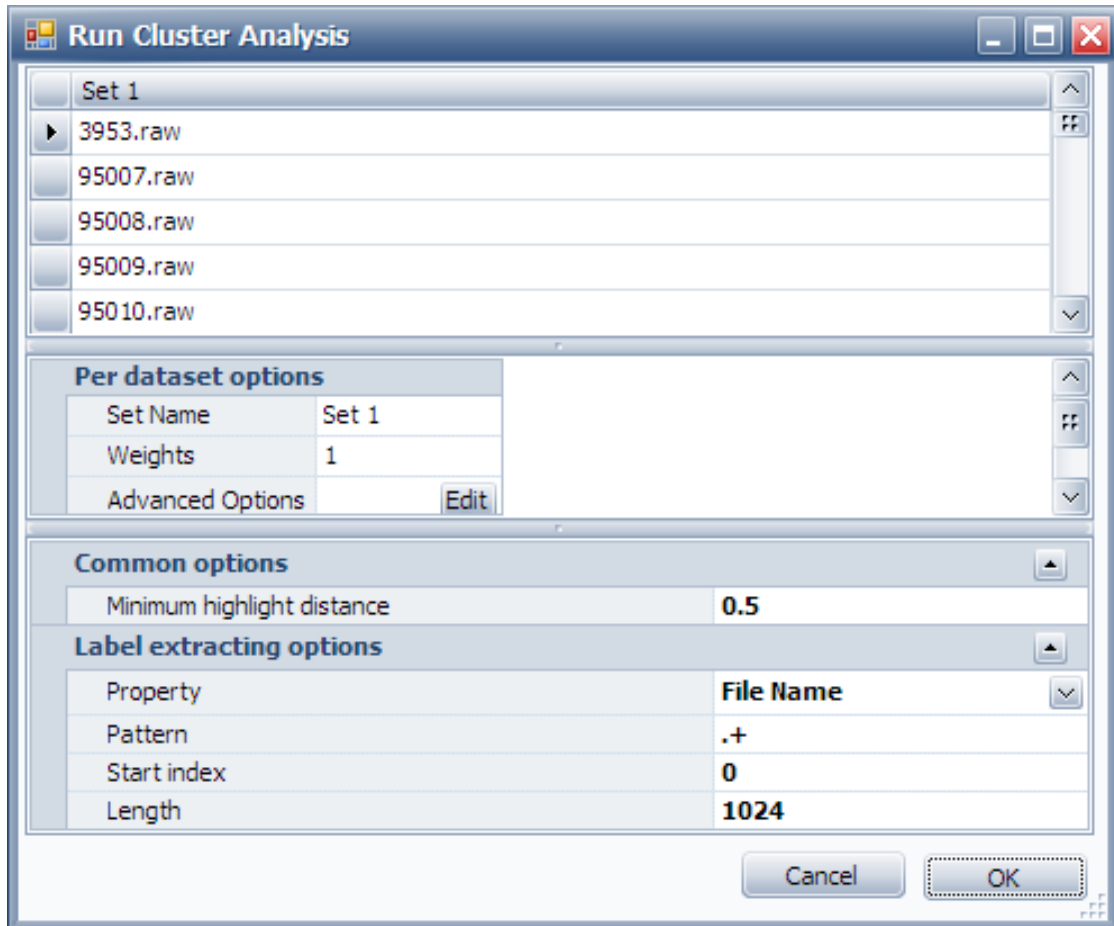 Run Cluster Analysis
Set 1
3953.raw
95007.raw
95008.raw
95009.raw
95010.raw
Per dataset options
Set Name Set 1
Weights 1
Advanced Options Edit
Common options
Minimum highlight distance 0.5
Label extracting options
Property File Name
Pattern .+
Start index 0
Length 1024
Cancel OK